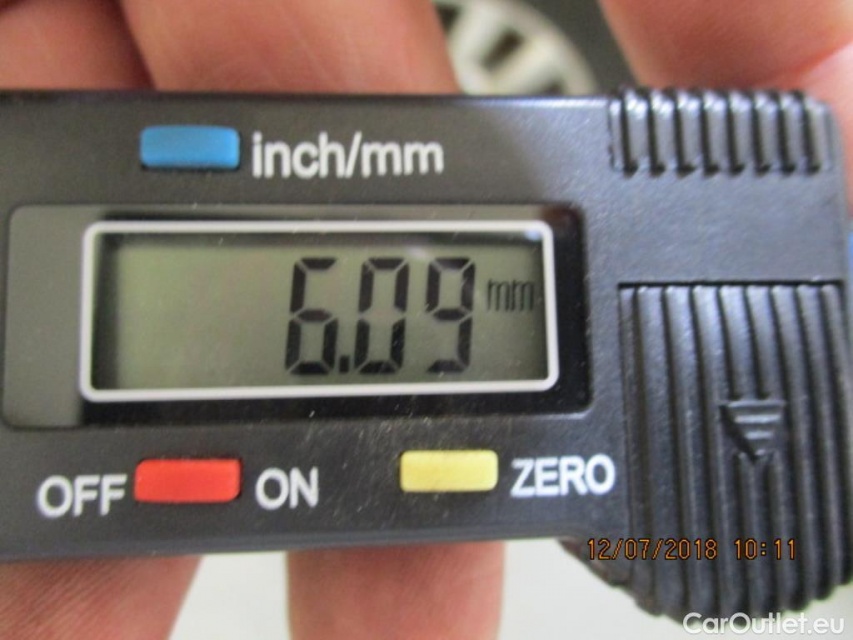 inch/mm
6.09 mm
OFF ON ZERO
12/07/2018 10:11
CarOutlet.eu